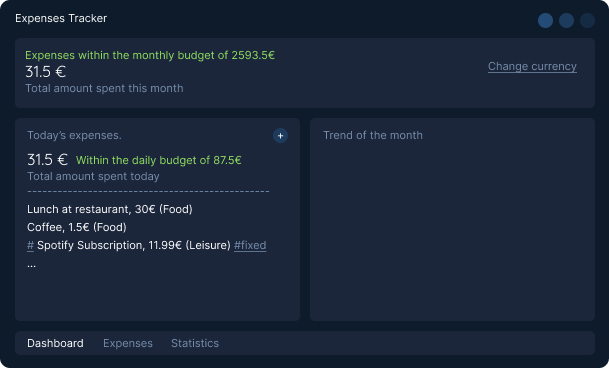 Expenses Tracker
Expenses within the monthly budget of 2593.5€
31.5 €
Change currency
Total amount spent this month
Today's expenses.
+
31.5 € Within the daily budget of 87.5€
Total amount spent today
------------------------------------------------
Lunch at restaurant, 30€ (Food)
Coffee, 1.5€ (Food)
# Spotify Subscription, 11.99€ (Leisure) #fixed
...
Trend of the month
Dashboard Expenses Statistics